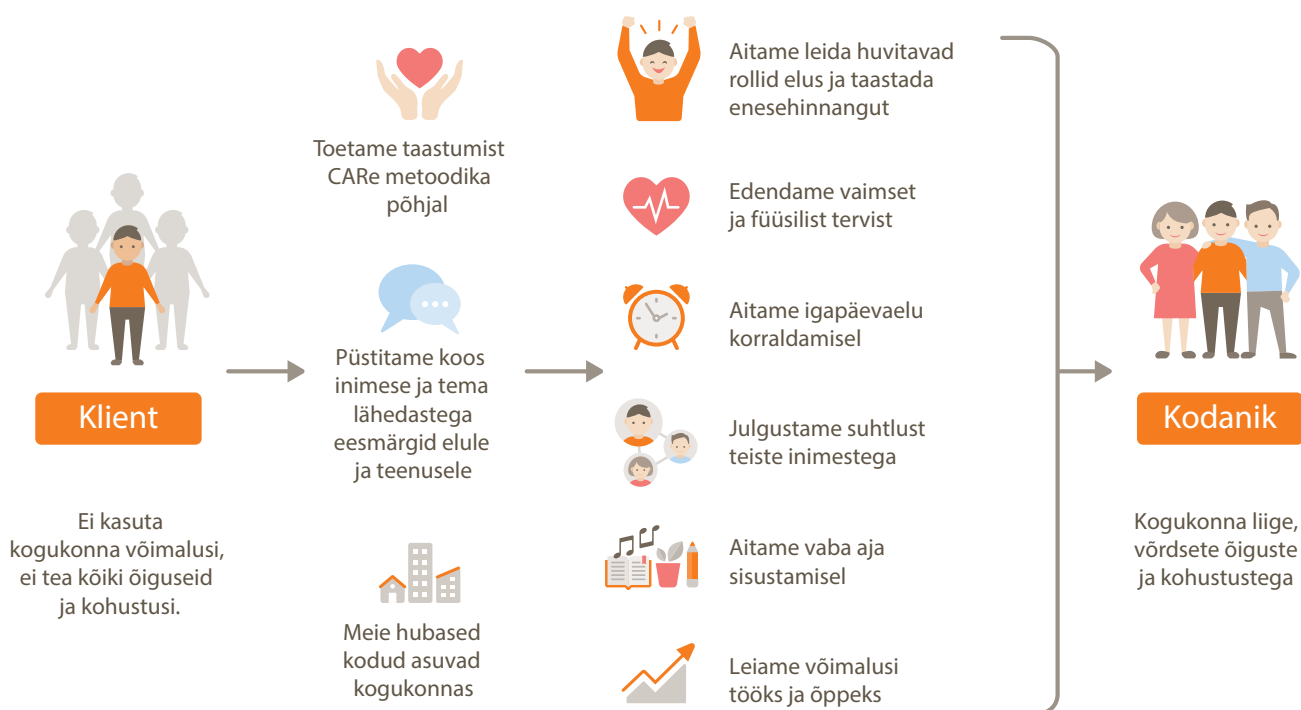 Klient
Ei kasuta
kogukonna võimalusi,
ei tea kõiki õiguseid
ja kohustusi.
Toetame taastumist
CARe metoodika
põhjal
Püstitame koos
inimese ja tema
lähedastega
eesmärgid elule
ja teenusele
Meie hubased
kodud asuvad
kogukonnas
Aitame leida huvitavad
rollid elus ja taastada
enesehinnangut
Edendame vaimset
ja füüsilist tervist
Aitame igapäevaelu
korraldamisel
Julgustame suhtlust
teiste inimestega
Aitame vaba aja
sisustamisel
Leiame võimalusi
tööks ja õppeks
Kodanik
Kogukonna liige,
võrdsete õiguste
ja kohustustega